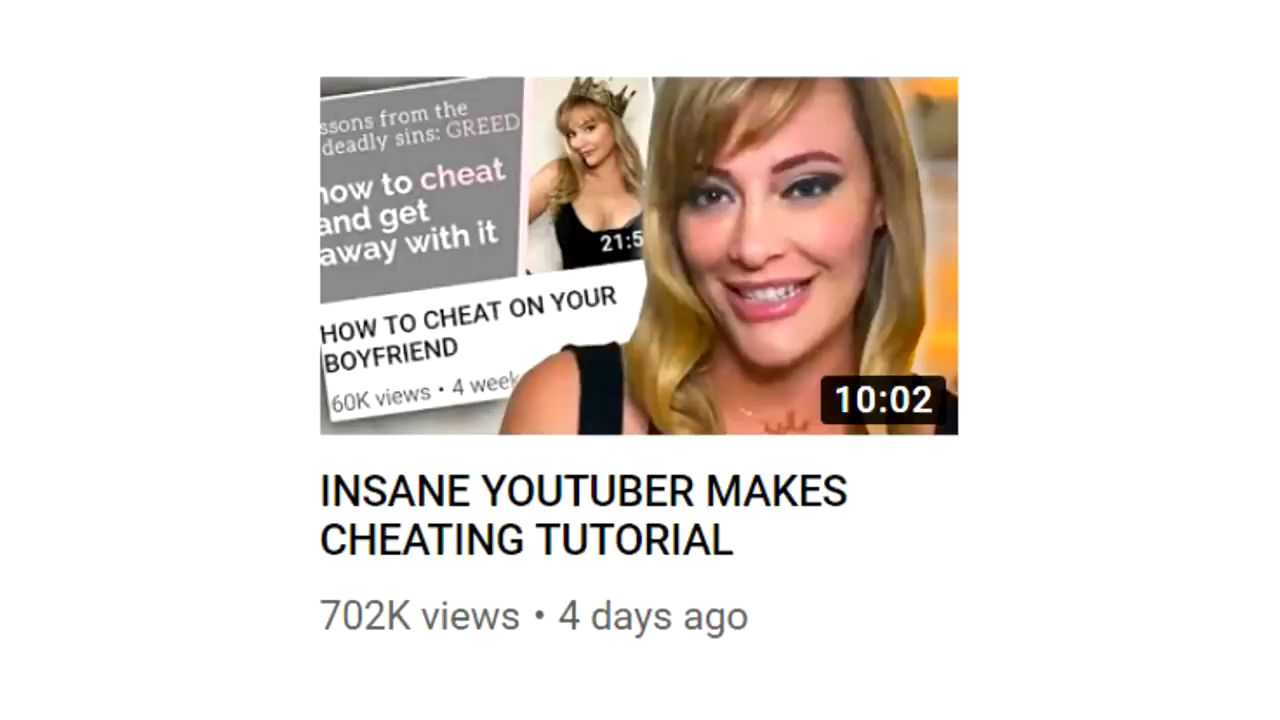 ssons from the
deadly sins: GREED
how to cheat
and get
away with it
21:5
HOW TO CHEAT ON YOUR
BOYFRIEND
60K views • 4 week
10:02
INSANE YOUTUBER MAKES
CHEATING TUTORIAL
702K views • 4 days ago